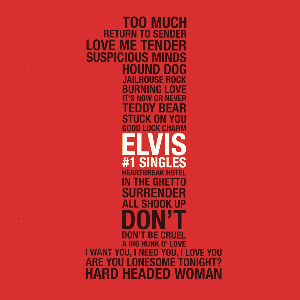 TOO MUCH
RETURN TO SENDER
LOVE ME TENDER
SUSPICIOUS MINDS
HOUND DOG
JAILHOUSE ROCK
BURNING LOVE
IT'S NOW OR NEVER
TEDDY BEAR
STUCK ON YOU
GOOD LUCK CHARM
ELVIS
#1 SINGLES
HEARTBREAK HOTEL
IN THE GHETTO
SURRENDER
ALL SHOOK UP
DON'T
DON'T BE CRUEL
A BIG HUNK O' LOVE
I WANT YOU, I NEED YOU, I LOVE YOU
ARE YOU LONESOME TONIGHT?
HARD HEADED WOMAN